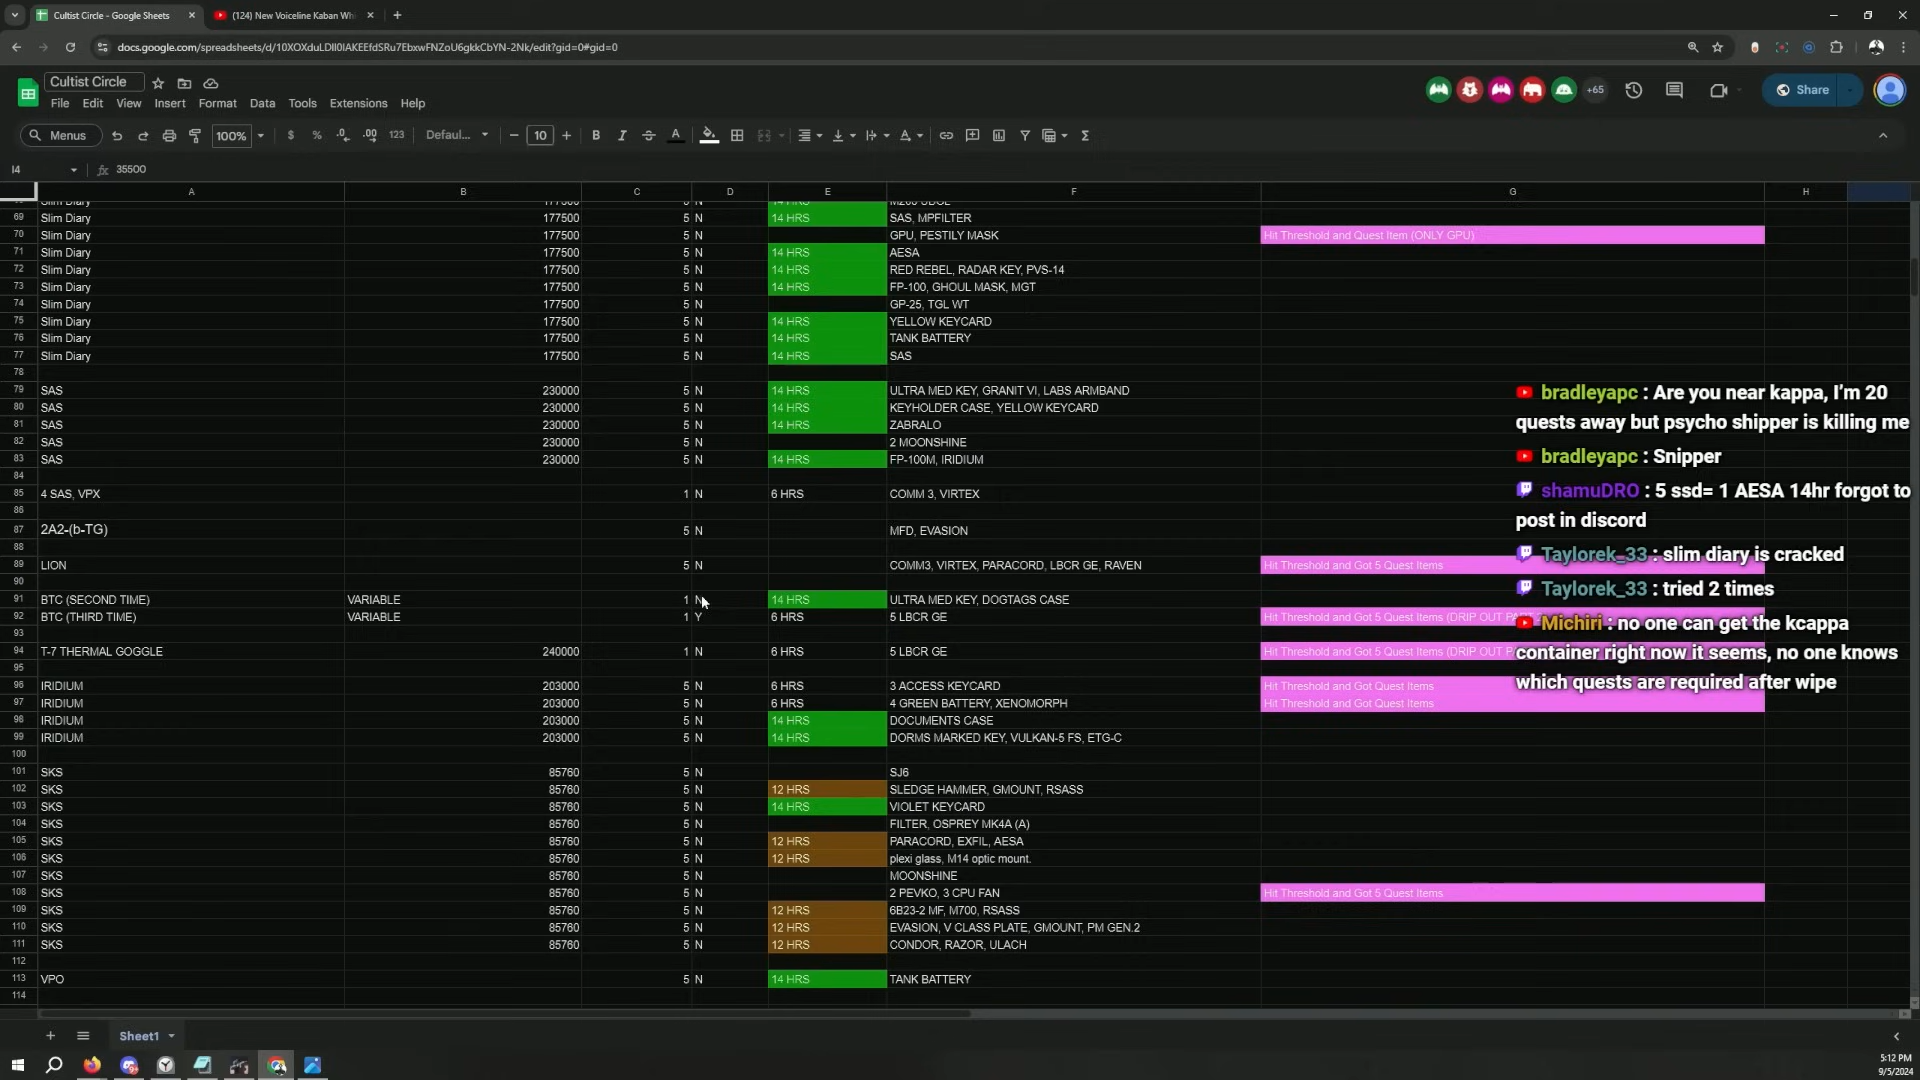 Cultist Circle - Google Sheets
(124) New Voiceline Kaban Wh
docs.google.com/spreadsheets/d/10XOXduLDlI0IAKEEfdSRu7EbxwFNZoU6gkkCbYN-2Nk/edit?gid=0#gid=0
Cultist Circle
File Edit View Insert Format Data Tools Extensions Help
+65
Share
Menus 100% $ % .0 .00 123 Defaul... 10 B I A
I4 35500
A B C D E F G H
69 Slim Diary 177500 5 N 14 HRS SAS, MPFILTER
70 Slim Diary 177500 5 N GPU, PESTILY MASK Hit Threshold and Quest Item (ONLY GPU)
71 Slim Diary 177500 5 N 14 HRS AESA
72 Slim Diary 177500 5 N 14 HRS RED REBEL, RADAR KEY, PVS-14
73 Slim Diary 177500 5 N 14 HRS FP-100, GHOUL MASK, MGT
74 Slim Diary 177500 5 N GP-25, TGL WT
75 Slim Diary 177500 5 N 14 HRS YELLOW KEYCARD
76 Slim Diary 177500 5 N 14 HRS TANK BATTERY
77 Slim Diary 177500 5 N 14 HRS SAS
78
79 SAS 230000 5 N 14 HRS ULTRA MED KEY, GRANIT VI, LABS ARMBAND
80 SAS 230000 5 N 14 HRS KEYHOLDER CASE, YELLOW KEYCARD
81 SAS 230000 5 N 14 HRS ZABRALO
82 SAS 230000 5 N 2 MOONSHINE
83 SAS 230000 5 N 14 HRS FP-100M, IRIDIUM
84
85 4 SAS, VPX 1 N 6 HRS COMM 3, VIRTEX
86
87 2A2-(b-TG) 5 N MFD, EVASION
88
89 LION 5 N COMM3, VIRTEX, PARACORD, LBCR GE, RAVEN Hit Threshold and Got 5 Quest Items
90
91 BTC (SECOND TIME) VARIABLE 1 N 14 HRS ULTRA MED KEY, DOGTAGS CASE
92 BTC (THIRD TIME) VARIABLE 1 Y 6 HRS 5 LBCR GE Hit Threshold and Got 5 Quest Items (DRIP OUT
93
94 T-7 THERMAL GOGGLE 240000 1 N 6 HRS 5 LBCR GE Hit Threshold and Got 5 Quest Items (DRIP OUT
95
96 IRIDIUM 203000 5 N 6 HRS 3 ACCESS KEYCARD Hit Threshold and Got Quest Items
97 IRIDIUM 203000 5 N 6 HRS 4 GREEN BATTERY, XENOMORPH Hit Threshold and Got Quest Items
98 IRIDIUM 203000 5 N 14 HRS DOCUMENTS CASE
99 IRIDIUM 203000 5 N 14 HRS DORMS MARKED KEY, VULKAN-5 FS, ETG-C
100
101 SKS 85760 5 N SJ6
102 SKS 85760 5 N 12 HRS SLEDGE HAMMER, GMOUNT, RSASS
103 SKS 85760 5 N 14 HRS VIOLET KEYCARD
104 SKS 85760 5 N FILTER, OSPREY MK4A (A)
105 SKS 85760 5 N 12 HRS PARACORD, EXFIL, AESA
106 SKS 85760 5 N 12 HRS plexi glass, M14 optic mount.
107 SKS 85760 5 N MOONSHINE
108 SKS 85760 5 N 2 PEVKO, 3 CPU FAN Hit Threshold and Got 5 Quest Items
109 SKS 85760 5 N 12 HRS 6B23-2 MF, M700, RSASS
110 SKS 85760 5 N 12 HRS EVASION, V CLASS PLATE, GMOUNT, PM GEN.2
111 SKS 85760 5 N 12 HRS CONDOR, RAZOR, ULACH
112
113 VPO 5 N 14 HRS TANK BATTERY
114
bradleyapc : Are you near kappa, I'm 20
quests away but psycho shipper is killing me
bradleyapc : Snipper
shamuDRO : 5 ssd= 1 AESA 14hr forgot to
post in discord
Taylorek_33 : slim diary is cracked
Taylorek_33 : tried 2 times
Michiri : no one can get the kcappa
container right now it seems, no one knows
which quests are required after wipe
Sheet1
5:12 PM
9/5/2024